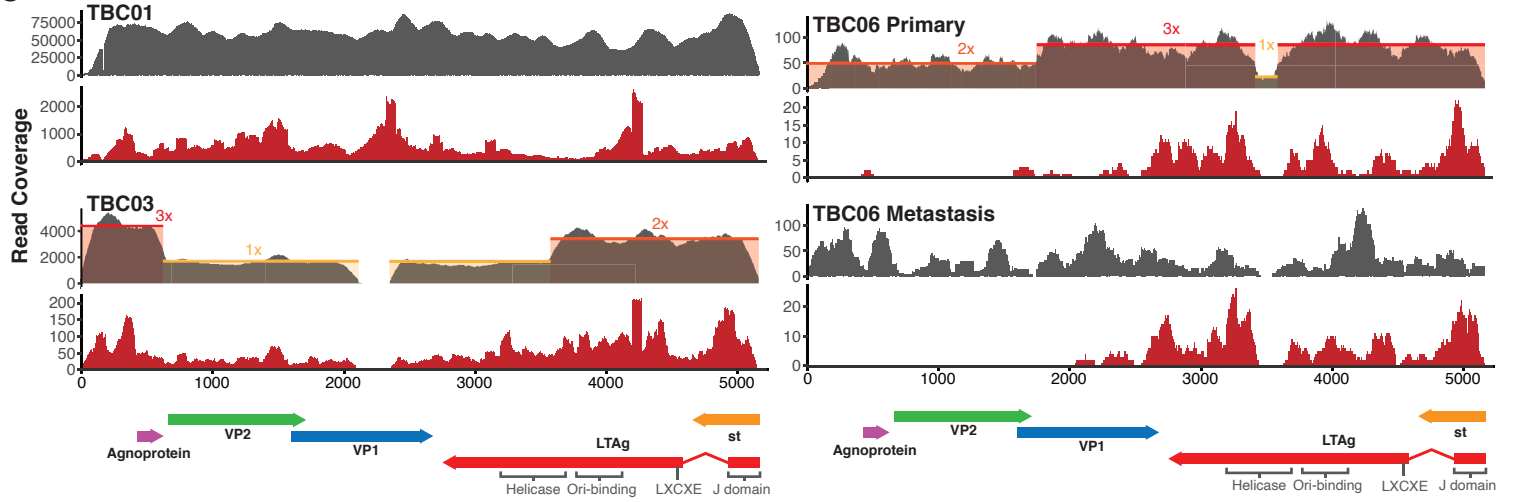 Read Coverage
TBC01
75000
50000
25000
0
2000
1000
0
TBC03
3x
1x
2x
4000
2000
0
200
150
100
50
0
0 1000 2000 3000 4000 5000
VP2
Agnoprotein
VP1
LTAg
st
Helicase Ori-binding LXCXE J domain
TBC06 Primary
2x
3x
1x
100
50
0
20
15
10
5
0
TBC06 Metastasis
100
50
0
20
10
0
0 1000 2000 3000 4000 5000
VP2
Agnoprotein
VP1
LTAg
st
Helicase Ori-binding LXCXE J domain